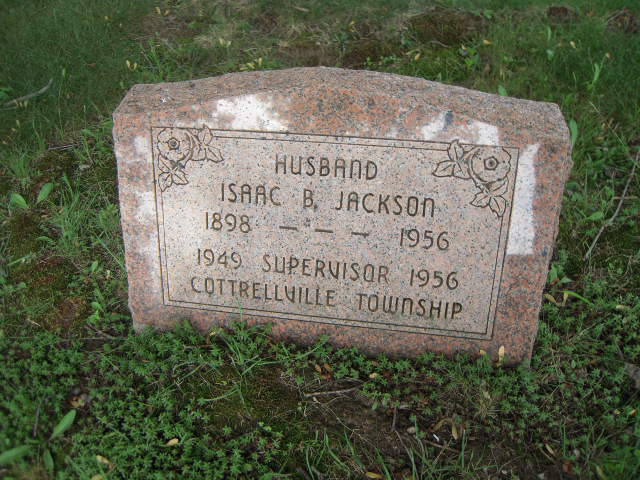 HUSBAND
ISAAC B. JACKSON
1898 — — — 1956
1949 SUPERVISOR 1956
COTTRELLVILLE TOWNSHIP